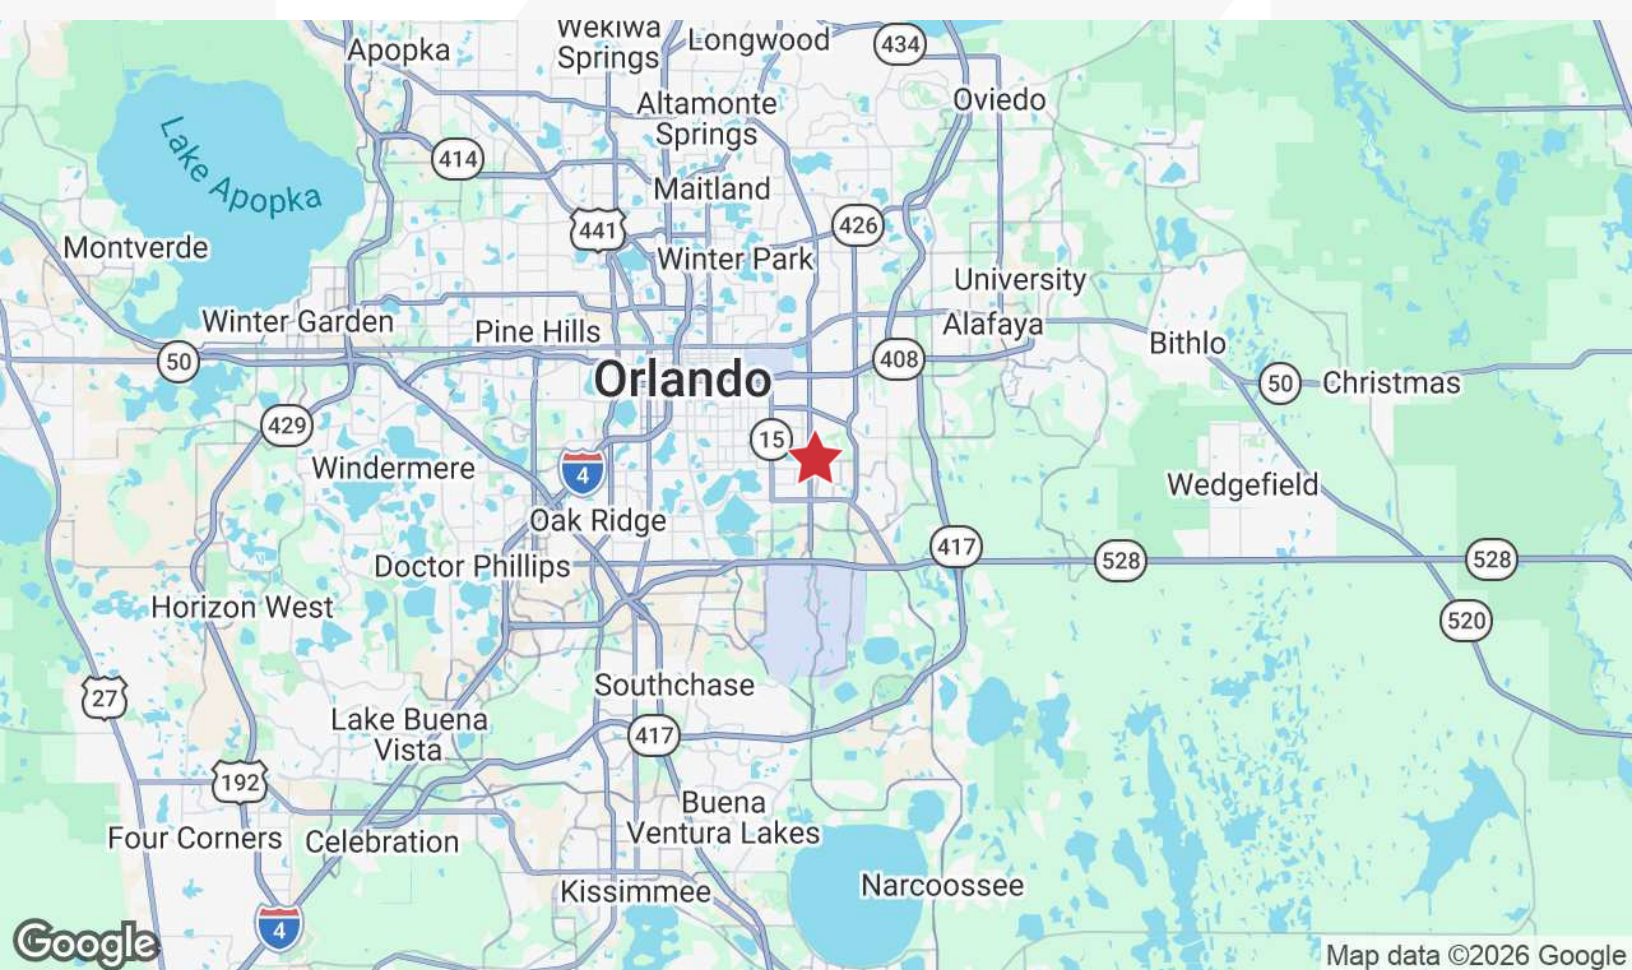 Wekiwa
Springs
Longwood
434
Apopka
Oviedo
Altamonte
Springs
Lake Apopka
414
Maitland
441
426
Montverde
Winter Park
University
Winter Garden
Pine Hills
Alafaya
50
Orlando
408
Bithlo
50
Christmas
429
15
Windermere
4
Wedgefield
Oak Ridge
Doctor Phillips
417
528
528
Horizon West
520
27
Southchase
Lake Buena
Vista
417
192
Buena
Ventura Lakes
Four Corners
Celebration
Kissimmee
Narcoossee
4
Google
Map data ©2026 Google